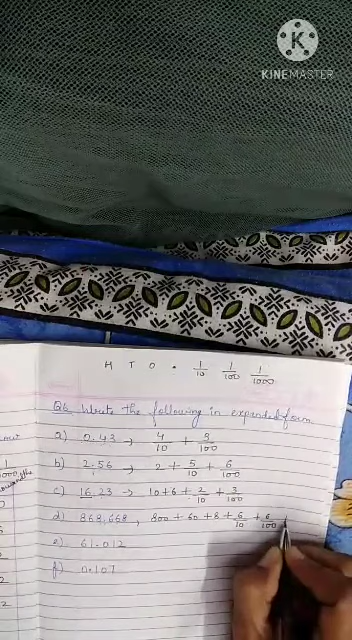 KINEMASTER
H T O . 1/10 1/100 1/1000
Q6 Write the following in expanded form
a) 0.43 → 4/10 + 3/100
b) 2.56 → 2 + 5/10 + 6/100
c) 16.23 → 10+6+ 2/10 + 3/100
d) 868.668, 800 + 60 + 8 + 6/10 + 6/100
e) 61.012
f) 0.107